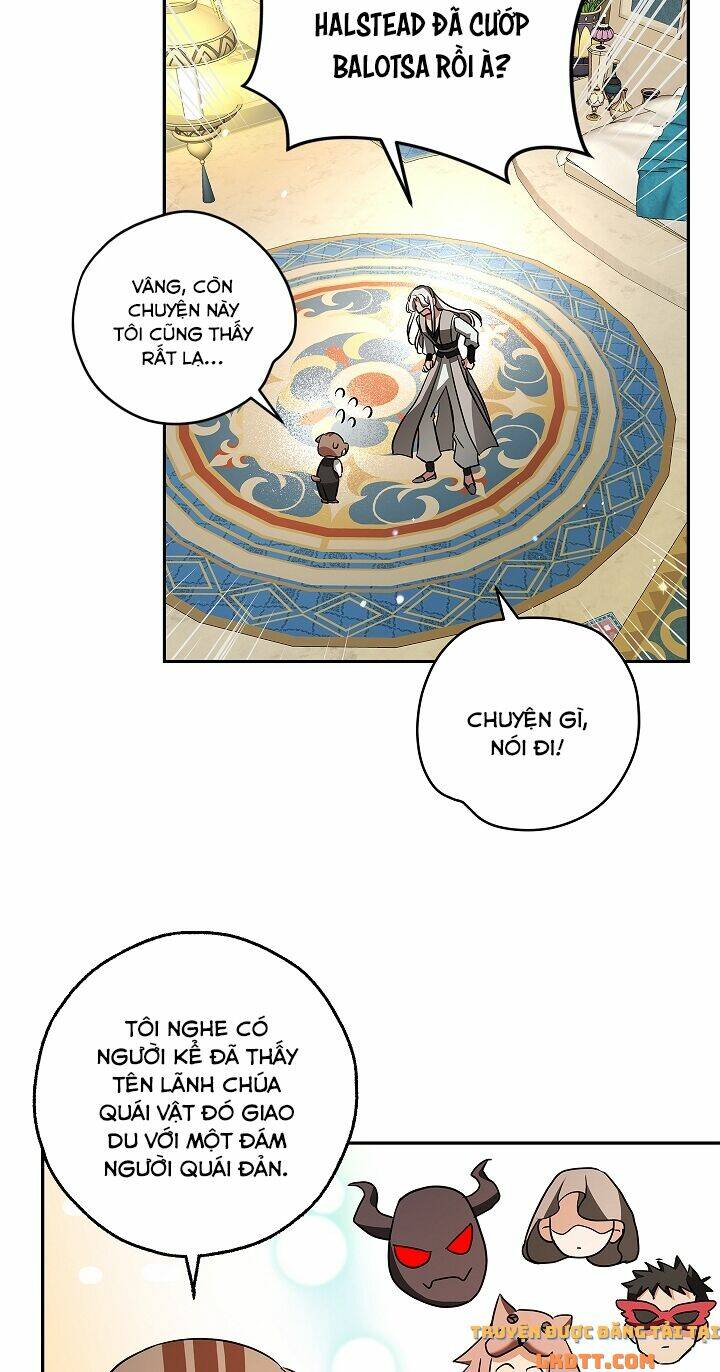 HALSTEAD ĐÃ CƯỚP
BALOTSA RỒI À?
VÂNG, CÒN
CHUYỆN NÀY
TÔI CŨNG THẤY
RẤT LẠ...
CHUYỆN GÌ,
NÓI ĐI!
TÔI NGHE CÓ
NGƯỜI KỂ ĐÃ THẤY
TÊN LÃNH CHÚA
QUÁI VẬT ĐÓ GIAO
DU VỚI MỘT ĐÁM
NGƯỜI QUÁI ĐẢN.
TRUYỆN ĐƯỢC ĐĂNG TẢI TẠI
LKDTT.COM